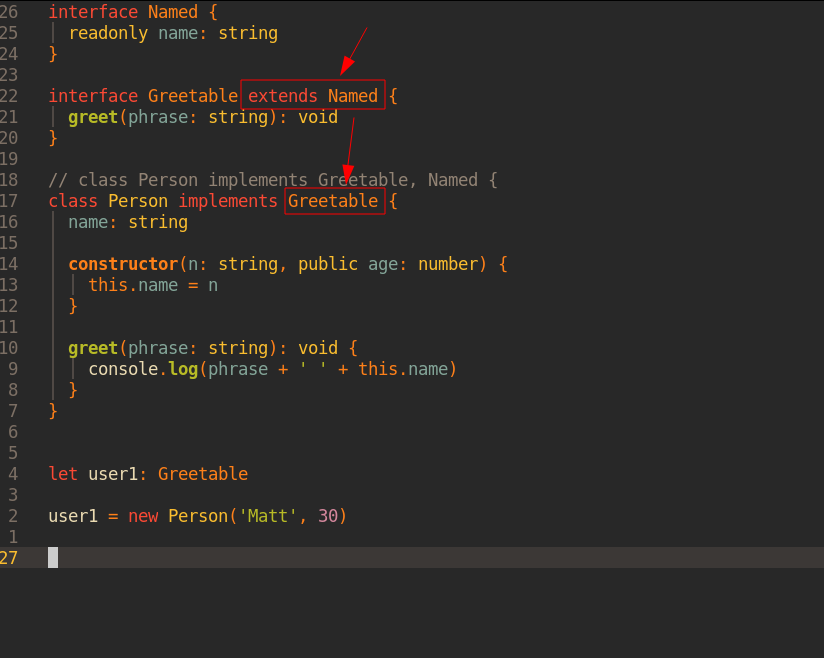 26 interface Named {
25 readonly name: string
24 }
23
22 interface Greetable extends Named {
21 greet(phrase: string): void
20 }
19
18 // class Person implements Greetable, Named {
17 class Person implements Greetable {
16 name: string
15
14 constructor(n: string, public age: number) {
13 this.name = n
12 }
11
10 greet(phrase: string): void {
9 console.log(phrase + ' ' + this.name)
8 }
7 }
6
5
4 let user1: Greetable
3
2 user1 = new Person('Matt', 30)
1
27